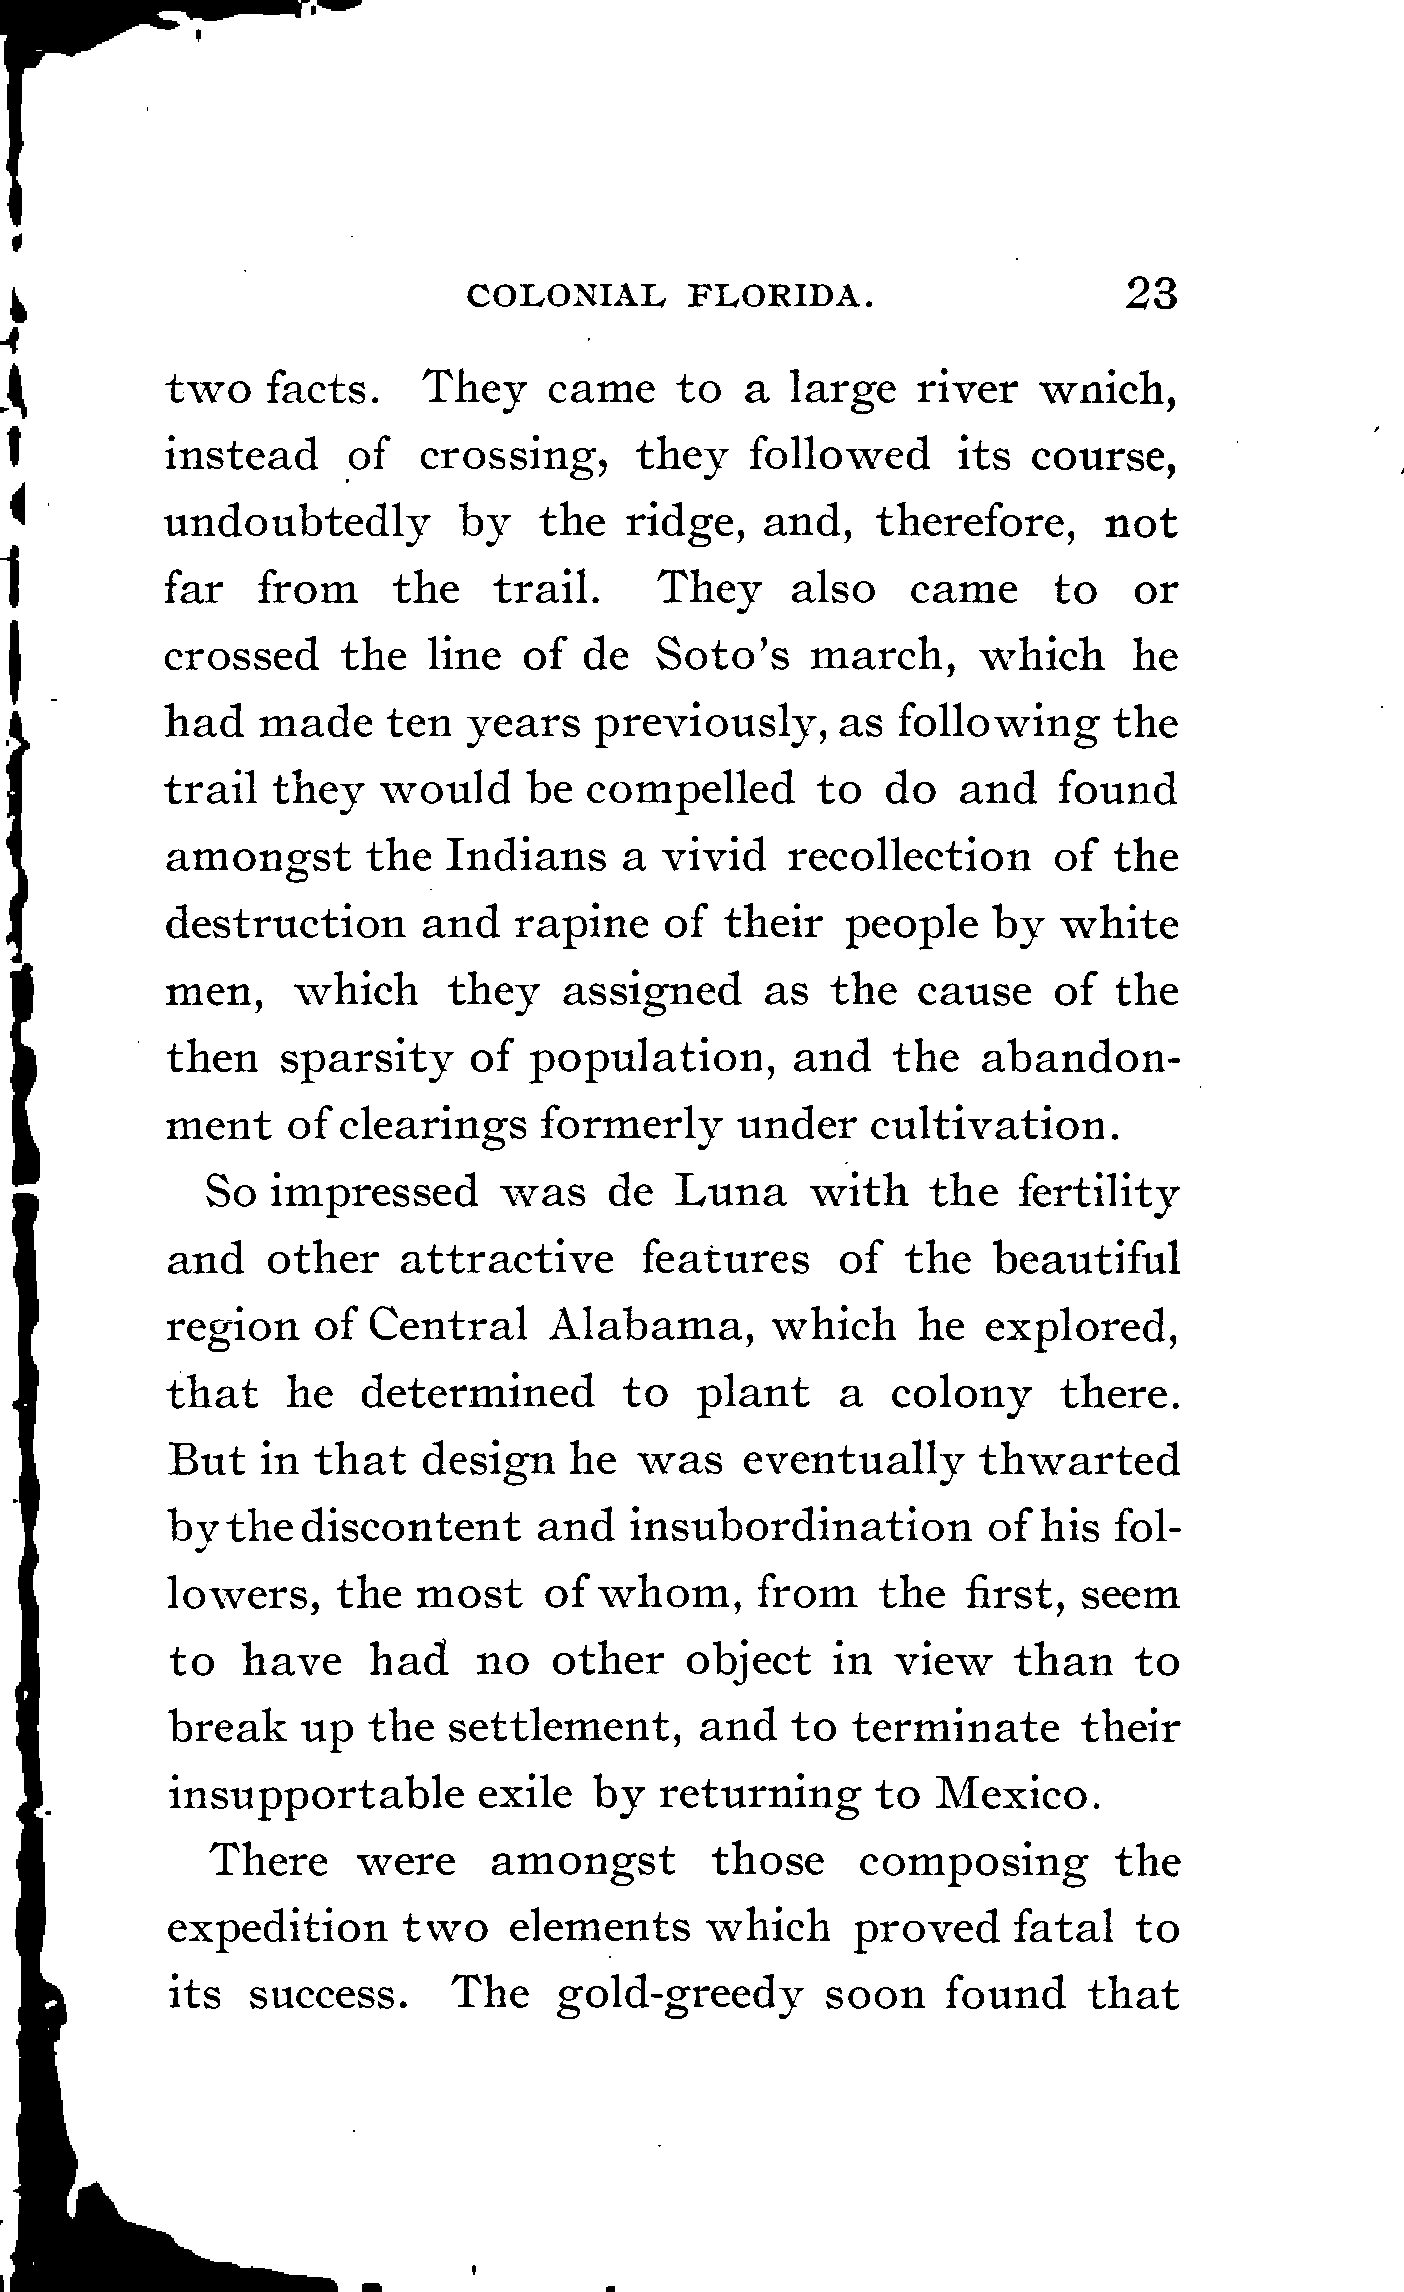 COLONIAL FLORIDA. 23
two facts. They came to a large river wnich,
instead of crossing, they followed its course,
undoubtedly by the ridge, and, therefore, not
far from the trail. They also came to or
crossed the line of de Soto's march, which he
had made ten years previously, as following the
trail they would be compelled to do and found
amongst the Indians a vivid recollection of the
destruction and rapine of their people by white
men, which they assigned as the cause of the
then sparsity of population, and the abandon-
ment of clearings formerly under cultivation.
So impressed was de Luna with the fertility
and other attractive features of the beautiful
region of Central Alabama, which he explored,
that he determined to plant a colony there.
But in that design he was eventually thwarted
by the discontent and insubordination of his fol-
lowers, the most of whom, from the first, seem
to have had no other object in view than to
break up the settlement, and to terminate their
insupportable exile by returning to Mexico.
There were amongst those composing the
expedition two elements which proved fatal to
its success. The gold-greedy soon found that